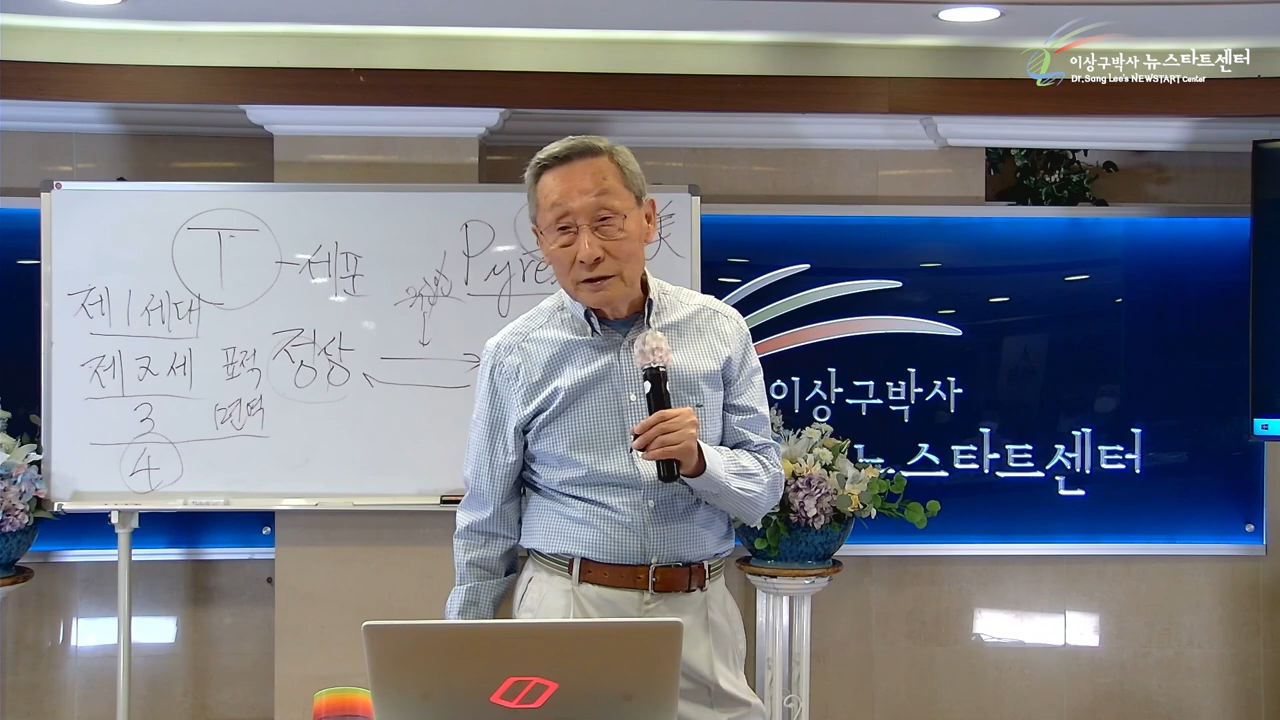 이상구박사 뉴스타트센터
Dr. Sang Lee's NEWSTART Center
T -세포
Pyre
美
제1세대
제2세 표적
정상
3 면역
4
이상구박사
뉴스타트센터